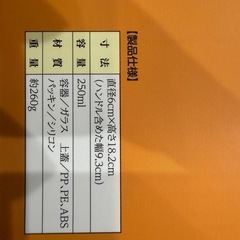 【製品仕様】
寸法 直径6cm×高さ18.2cm
(ハンドル含めた幅9.3cm)
容量 250ml
材質 容器／ガラス 上蓋／PP、PE、ABS
パッキン／シリコン
重量 約260g